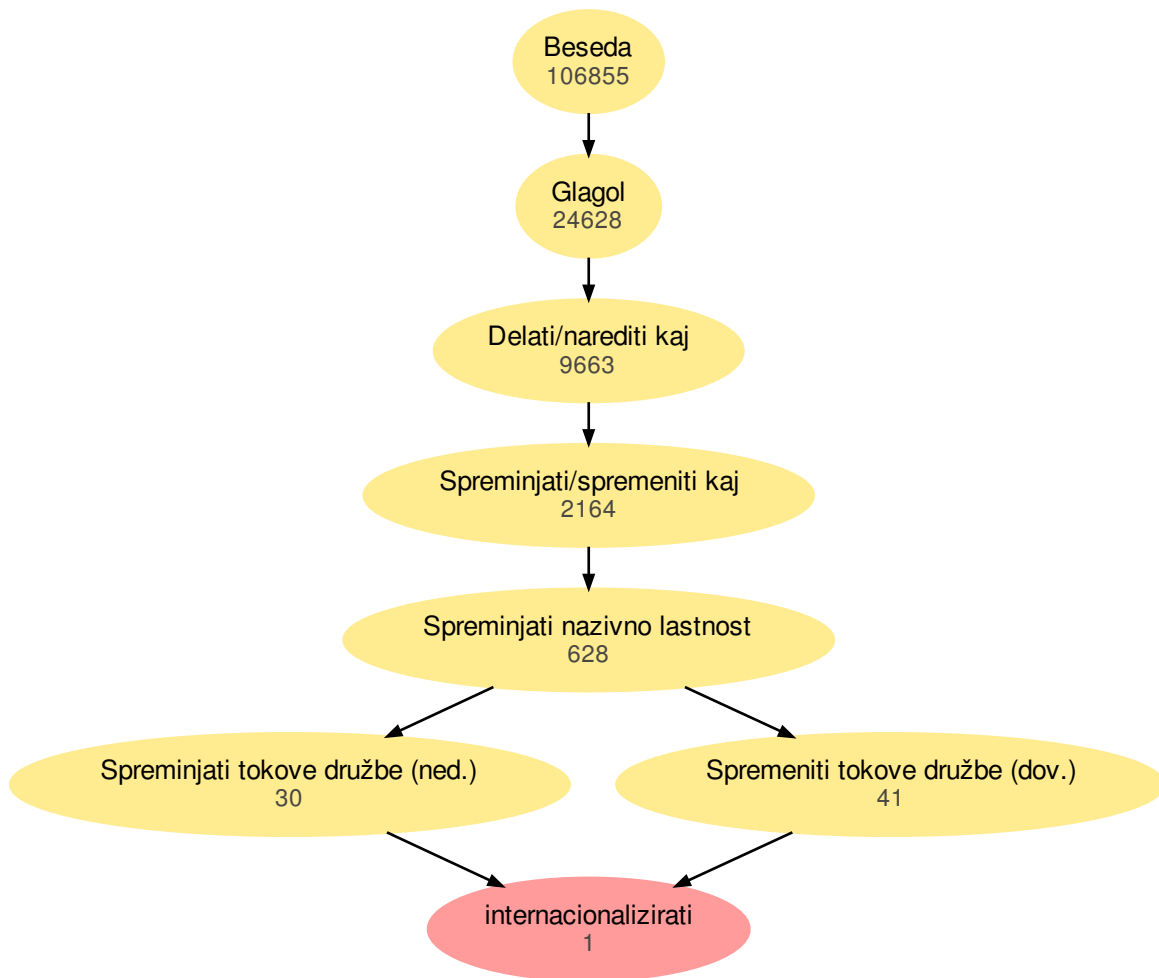 Beseda
106855
Glagol
24628
Delati/narediti kaj
9663
Spreminjati/spremeniti kaj
2164
Spreminjati nazivno lastnost
628
Spreminjati tokove družbe (ned.)
30
Spremeniti tokove družbe (dov.)
41
internacionalizirati
1